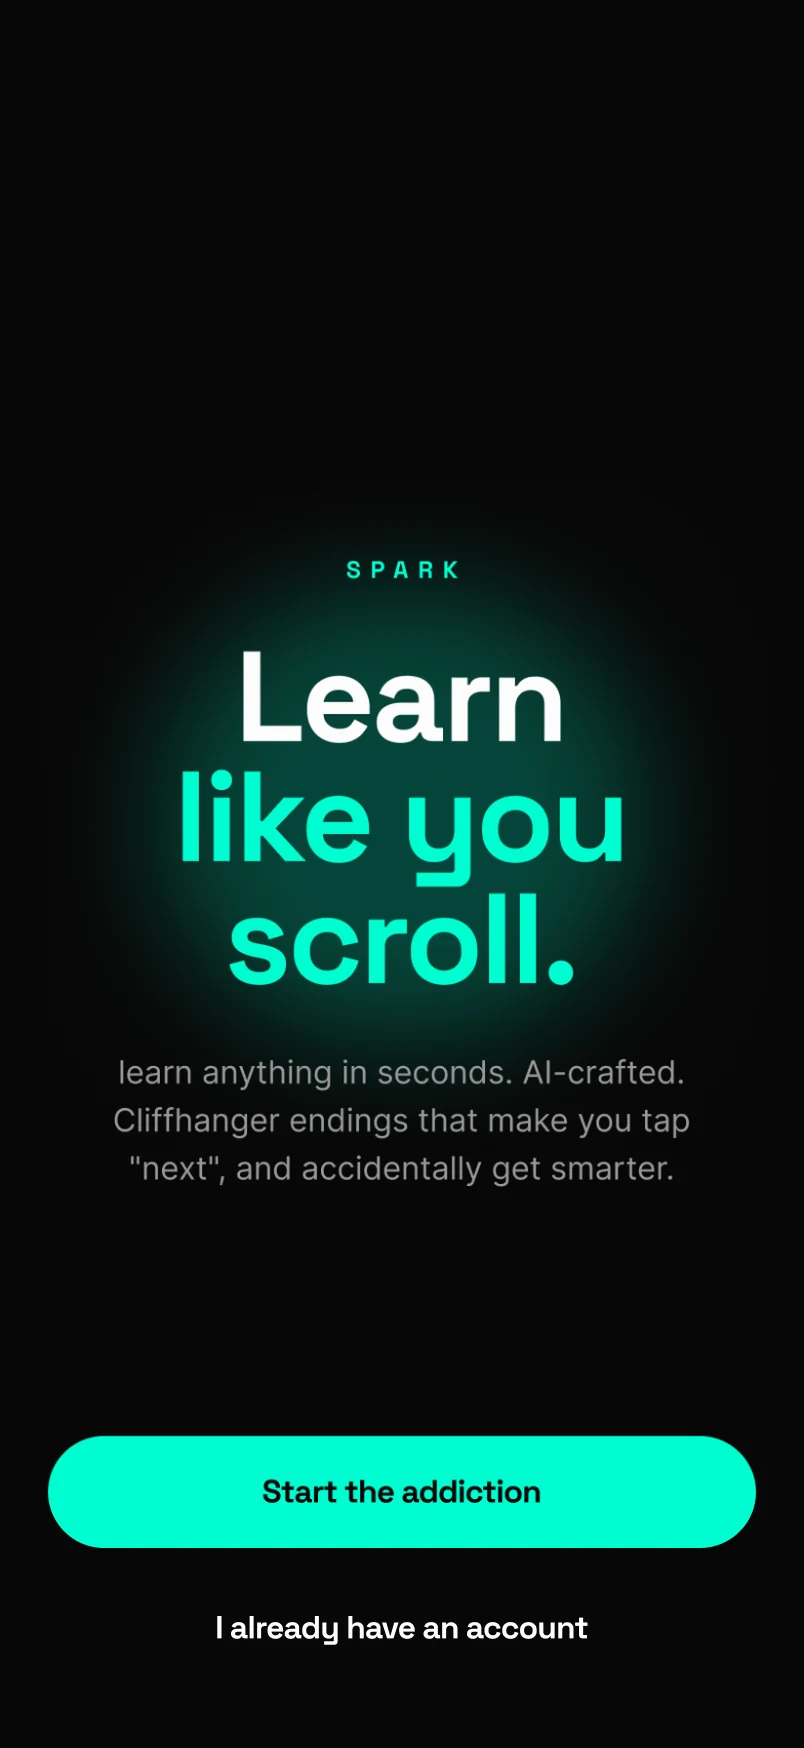 SPARK
Learn
like you
scroll.
learn anything in seconds. AI-crafted.
Cliffhanger endings that make you tap
"next", and accidentally get smarter.
Start the addiction
I already have an account